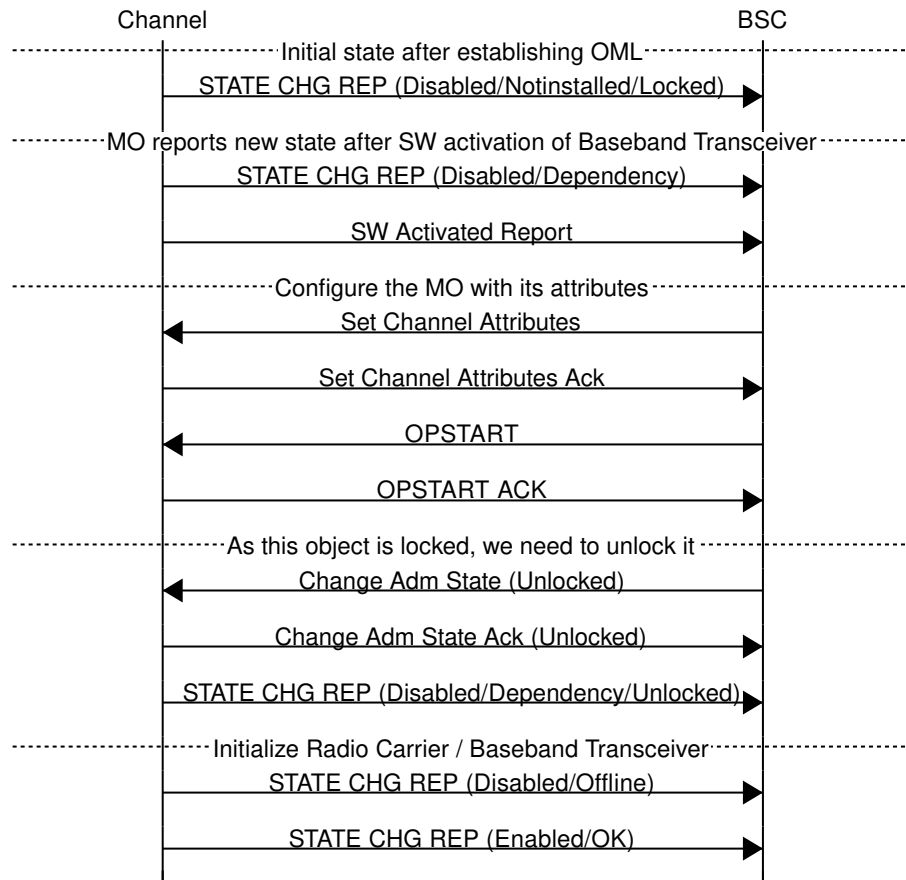 Channel BSC
Initial state after establishing OML
STATE CHG REP (Disabled/Notinstalled/Locked)
MO reports new state after SW activation of Baseband Transceiver
STATE CHG REP (Disabled/Dependency)
SW Activated Report
Configure the MO with its attributes
Set Channel Attributes
Set Channel Attributes Ack
OPSTART
OPSTART ACK
As this object is locked, we need to unlock it
Change Adm State (Unlocked)
Change Adm State Ack (Unlocked)
STATE CHG REP (Disabled/Dependency/Unlocked)
Initialize Radio Carrier / Baseband Transceiver
STATE CHG REP (Disabled/Offline)
STATE CHG REP (Enabled/OK)